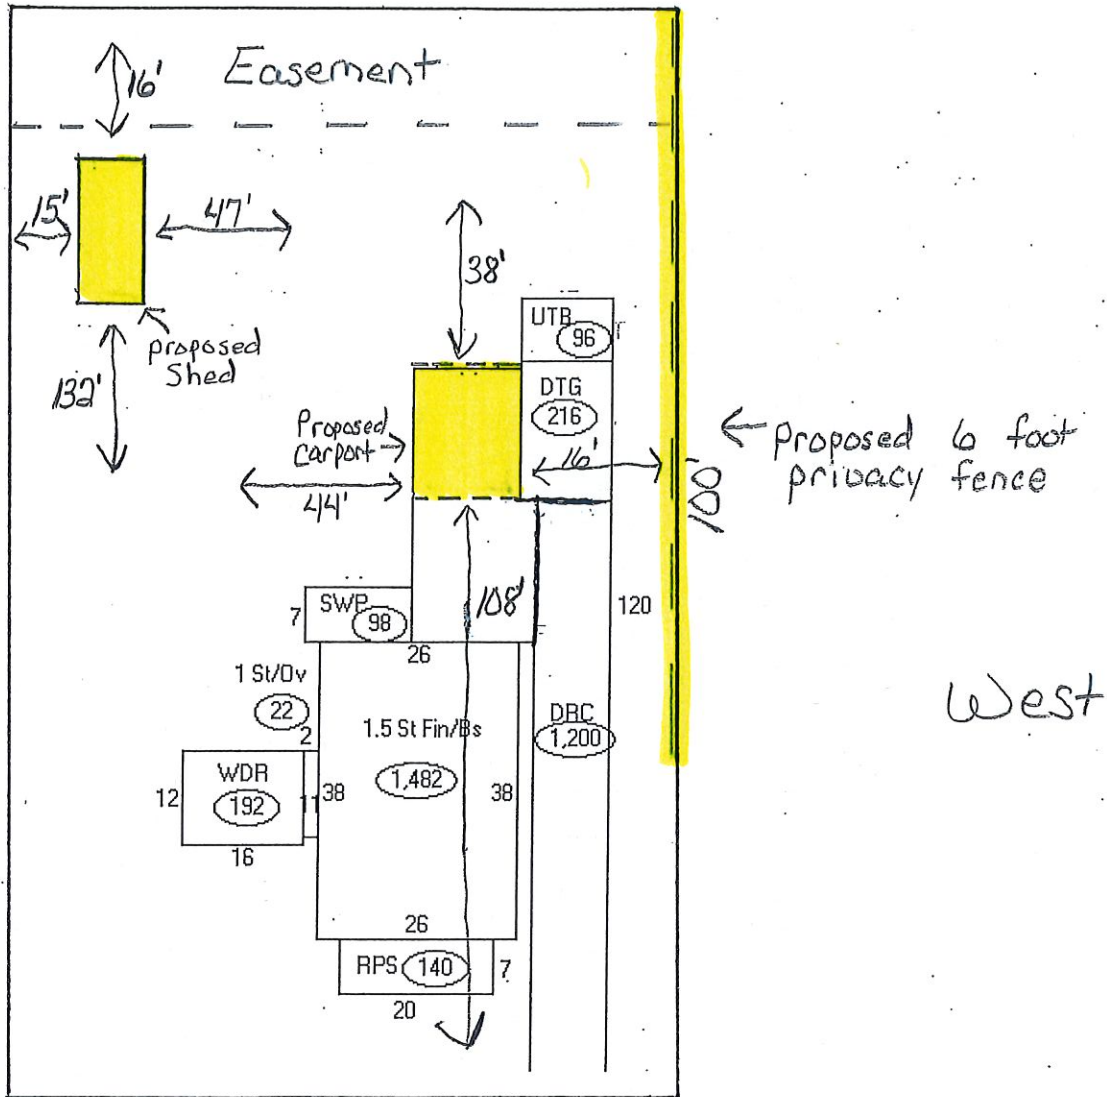 Easement
16'
15'
47'
38'
proposed
Shed
132'
UTB
96
DTG
216
Proposed
carport
16'
44'
Proposed 6 foot
privacy fence
100'
SWP
98
7
108'
120
26
1 St/Ov
22
2
1.5 St Fin/Bs
DRC
1,200
West
WDR
192
12
11
38
1,482
38
16
26
RPS
140
7
20